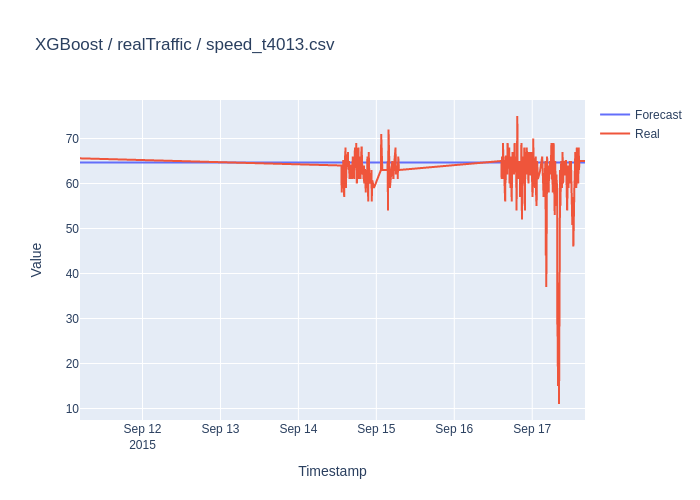 XGBoost / realTraffic / speed_t4013.csv
Forecast
Real
70
60
50
40
30
20
10
Value
Sep 12
2015
Sep 13
Sep 14
Sep 15
Sep 16
Sep 17
Timestamp